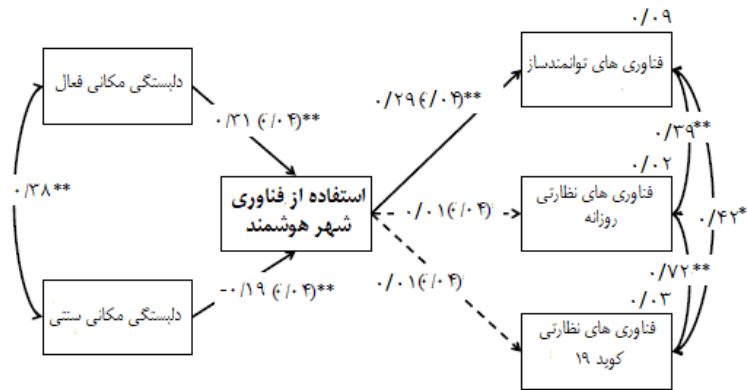 ۰/۰۹
دلبستگی مکانی فعال
فناوری های توانمندساز
۰/۳۱ (۰/۰۴)**
۰/۲۹ (۰/۰۴)**
۰/۳۹**
۰/۰۲
۰/۳۸**
استفاده از فناوری
شهر هوشمند
۰/۰۱(۰/۰۴)
فناوری های نظارتی
روزانه
۰/۴۲*
-۰/۱۹ (۰/۰۴)**
۰/۰۱(۰/۰۴)
۰/۷۲**
۰/۰۳
دلبستگی مکانی سنتی
فناوری های نظارتی
کوید ۱۹